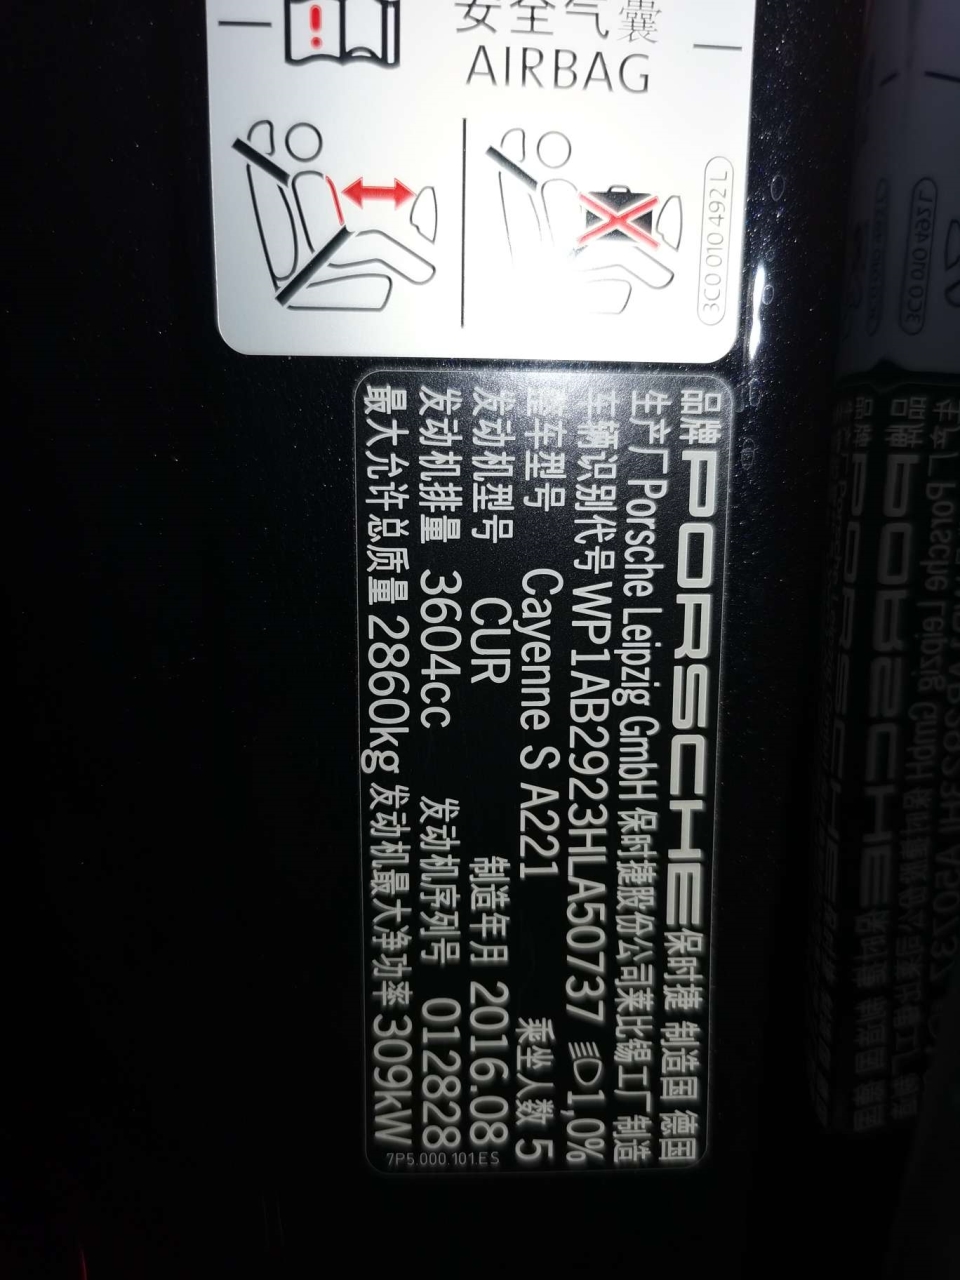 安全气囊
AIRBAG
3C0 010 492 L
品牌 PORSCHE 保时捷 制造国 德国
生产厂 Porsche Leipzig GmbH 保时捷股份公司莱比锡工厂 制造
车辆识别代号 WP1AB2923HLA50737 1,0%
整车型号 Cayenne S A221 乘坐人数 5
发动机型号 CUR 制造年月 2016.08
发动机排量 3604cc 发动机序列号 012828
最大允许总质量 2860kg 发动机最大净功率 309kW
7P5.000.101.ES